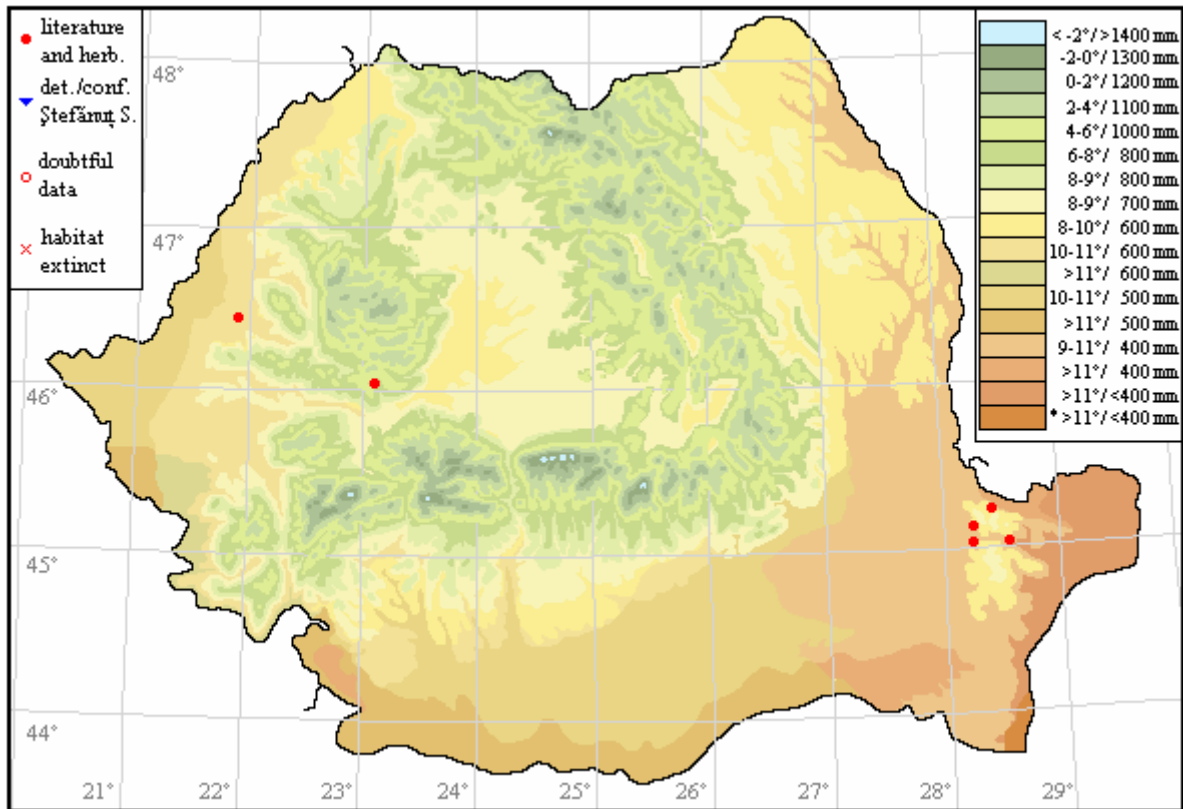 literature
and herb.
det./conf.
Ştefănuţ S.
doubtful
data
habitat
extinct
< -2°/>1400 mm
-2-0°/ 1300 mm
0-2°/ 1200 mm
2-4°/ 1100 mm
4-6°/ 1000 mm
6-8°/ 800 mm
8-9°/ 800 mm
8-9°/ 700 mm
8-10°/ 600 mm
10-11°/ 600 mm
>11°/ 600 mm
10-11°/ 500 mm
>11°/ 500 mm
9-11°/ 400 mm
>11°/ 400 mm
>11°/<400 mm
* >11°/<400 mm
48°
47°
46°
45°
44°
21°
22°
23°
24°
25°
26°
27°
28°
29°